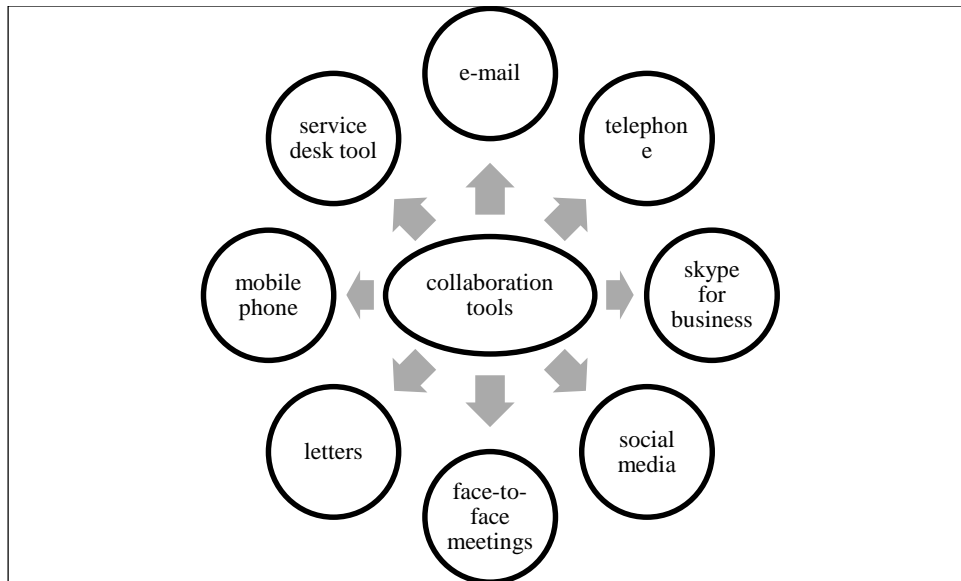 e-mail
telephon
e
skype
for
business
social
media
face-to-
face
meetings
letters
mobile
phone
service
desk tool
collaboration
tools